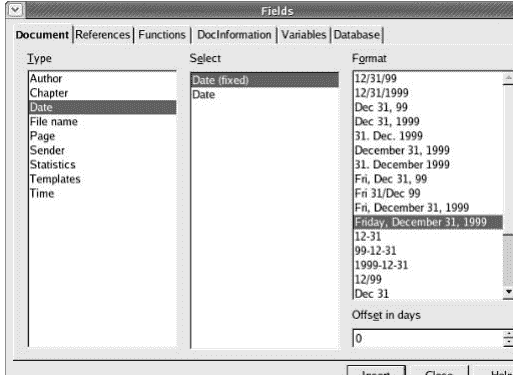 Fields
Document References Functions DocInformation Variables Database
Type
Author
Chapter
Date
File name
Page
Sender
Statistics
Templates
Time
Select
Date (fixed)
Date
Format
12/31/99
12/31/1999
Dec 31, 99
Dec 31, 1999
31. Dec. 1999
December 31, 1999
31. December 1999
Fri, Dec 31, 99
Fri 31/Dec 99
Fri, December 31, 1999
Friday, December 31, 1999
12-31
99-12-31
1999-12-31
12/99
Dec 31
Offset in days
0
Insert Close Help